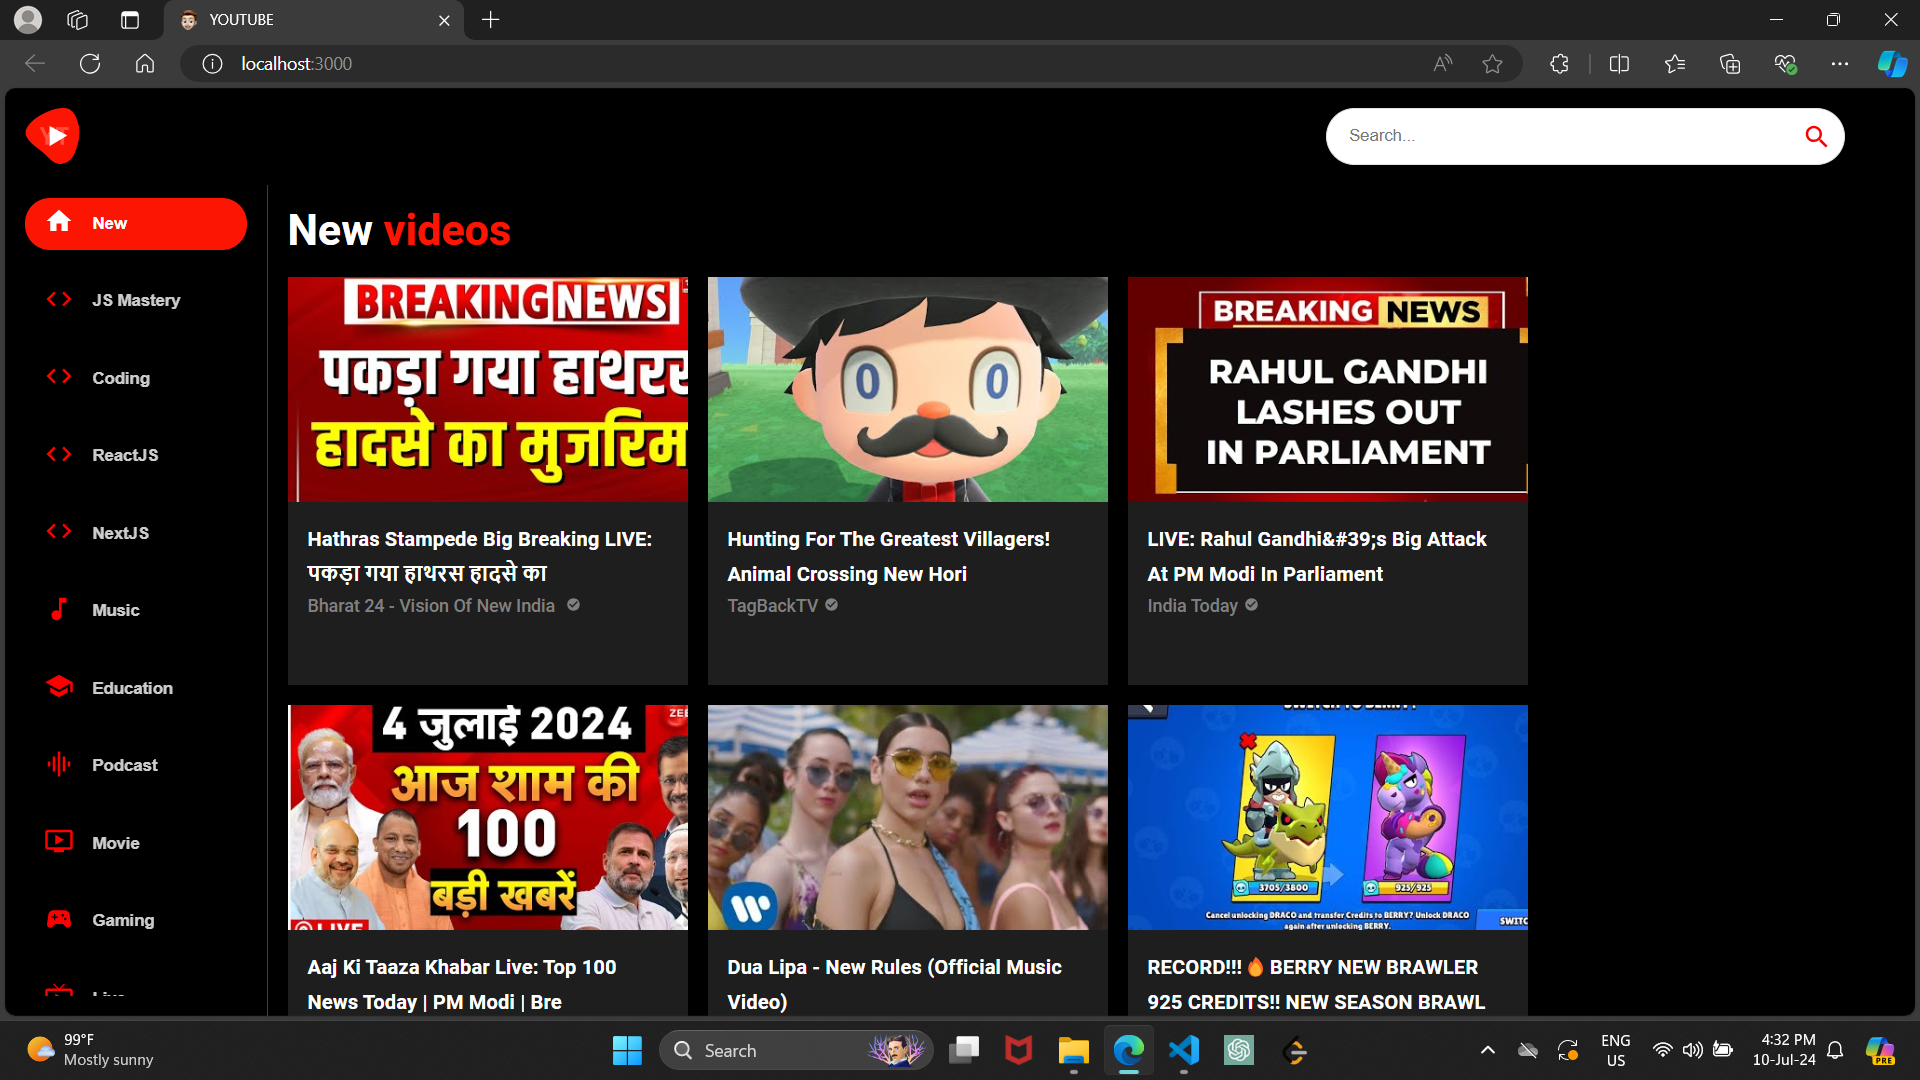 YOUTUBE
localhost:3000
Search...
New
JS Mastery
Coding
ReactJS
NextJS
Music
Education
Podcast
Movie
Gaming
New videos
BREAKING NEWS
पकड़ा गया हाथरस
हादसे का मुजरिम
Hathras Stampede Big Breaking LIVE:
पकड़ा गया हाथरस हादसे का
Bharat 24 - Vision Of New India
Hunting For The Greatest Villagers!
Animal Crossing New Hori
TagBackTV
BREAKING NEWS
RAHUL GANDHI
LASHES OUT
IN PARLIAMENT
LIVE: Rahul Gandhi&#39;s Big Attack
At PM Modi In Parliament
India Today
ZEE
4 जुलाई 2024
आज शाम की
100
बड़ी खबरें
LIVE
Aaj Ki Taaza Khabar Live: Top 100
News Today | PM Modi | Bre
Dua Lipa - New Rules (Official Music
Video)
3705/3800
925/925
Cancel unlocking DRACO and transfer Credits to BERRY? Unlock DRACO
again after unlocking BERRY.
SWITC
RECORD!!! 🔥 BERRY NEW BRAWLER
925 CREDITS!! NEW SEASON BRAWL
99°F
Mostly sunny
Search
ENG
US
4:32 PM
10-Jul-24
PRE